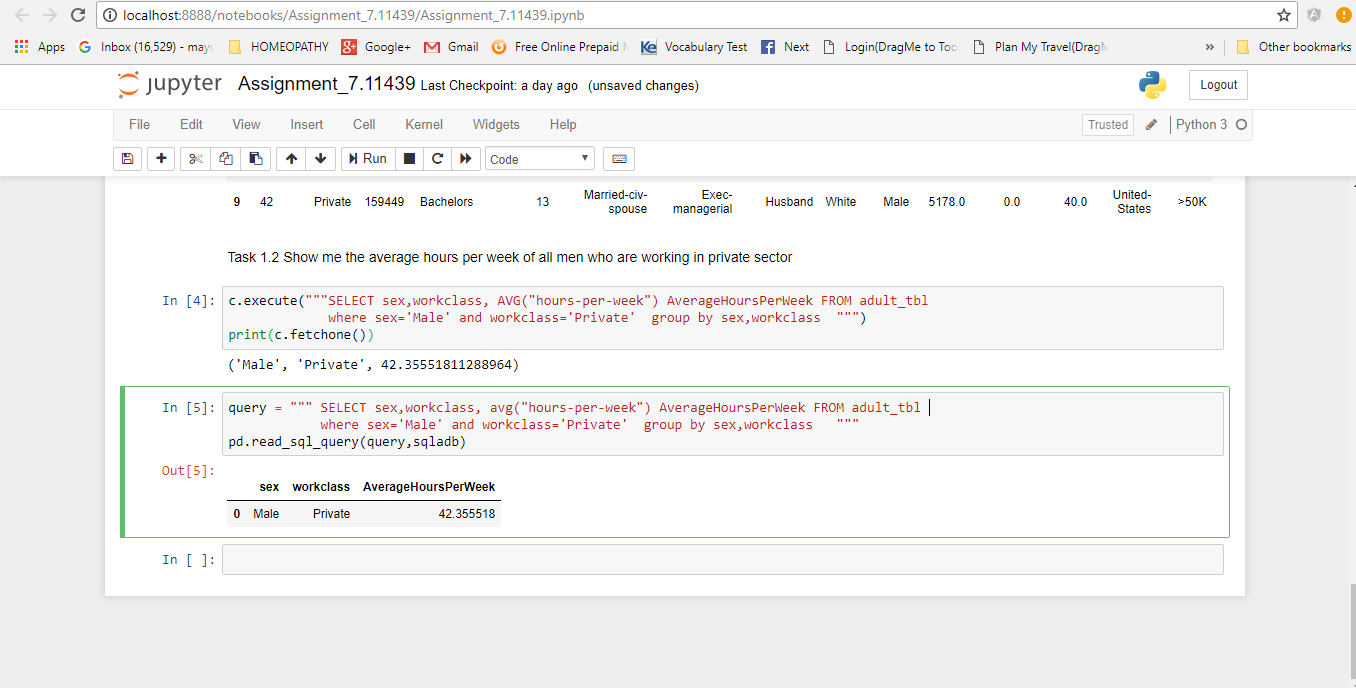 localhost:8888/notebooks/Assignment_7.11439/Assignment_7.11439.ipynb
Apps Inbox (16,529) - mayu HOMEOPATHY Google+ Gmail Free Online Prepaid Ke Vocabulary Test Next Login(DragMe to Too Plan My Travel(DragM » Other bookmarks
jupyter Assignment_7.11439 Last Checkpoint: a day ago (unsaved changes) Logout
File Edit View Insert Cell Kernel Widgets Help Trusted Python 3
Run Code
9 42 Private 159449 Bachelors 13 Married-civ-spouse Exec-managerial Husband White Male 5178.0 0.0 40.0 United-States >50K
Task 1.2 Show me the average hours per week of all men who are working in private sector
In [4]: c.execute("""SELECT sex,workclass, AVG("hours-per-week") AverageHoursPerWeek FROM adult_tbl
where sex='Male' and workclass='Private' group by sex,workclass """)
print(c.fetchone())
('Male', 'Private', 42.35551811288964)
In [5]: query = """ SELECT sex,workclass, avg("hours-per-week") AverageHoursPerWeek FROM adult_tbl
where sex='Male' and workclass='Private' group by sex,workclass """
pd.read_sql_query(query,sqladb)
Out[5]:
sex workclass AverageHoursPerWeek
0 Male Private 42.355518
In [ ]: